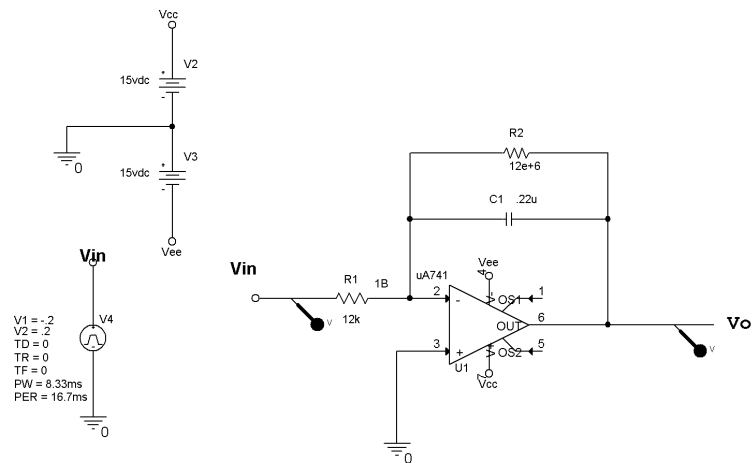 Vcc
V2
15vdc
V3
15vdc
0
Vee
R2
12e+6
C1 .22u
Vin
Vin
R1 1B
12k
uA741
Vee
4
V-
OS1
1
2
-
V4
V1 = -.2
V2 = .2
TD = 0
TR = 0
TF = 0
PW = 8.33ms
PER = 16.7ms
0
V
OUT
6
Vo
3
+
V+
OS2
5
U1
7
Vcc
V
0